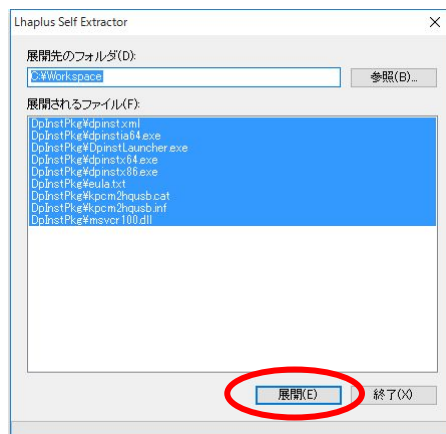 Lhaplus Self Extractor
展開先のフォルダ(D):
C:¥Workspace
参照(B)...
展開されるファイル(F):
DpInstPkg¥dpinst.xml
DpInstPkg¥dpinstia64.exe
DpInstPkg¥DpinstLauncher.exe
DpInstPkg¥dpinstx64.exe
DpInstPkg¥dpinstx86.exe
DpInstPkg¥eula.txt
DpInstPkg¥kpcm2hqusb.cat
DpInstPkg¥kpcm2hqusb.inf
DpInstPkg¥msvcr100.dll
展開(E)
終了(X)